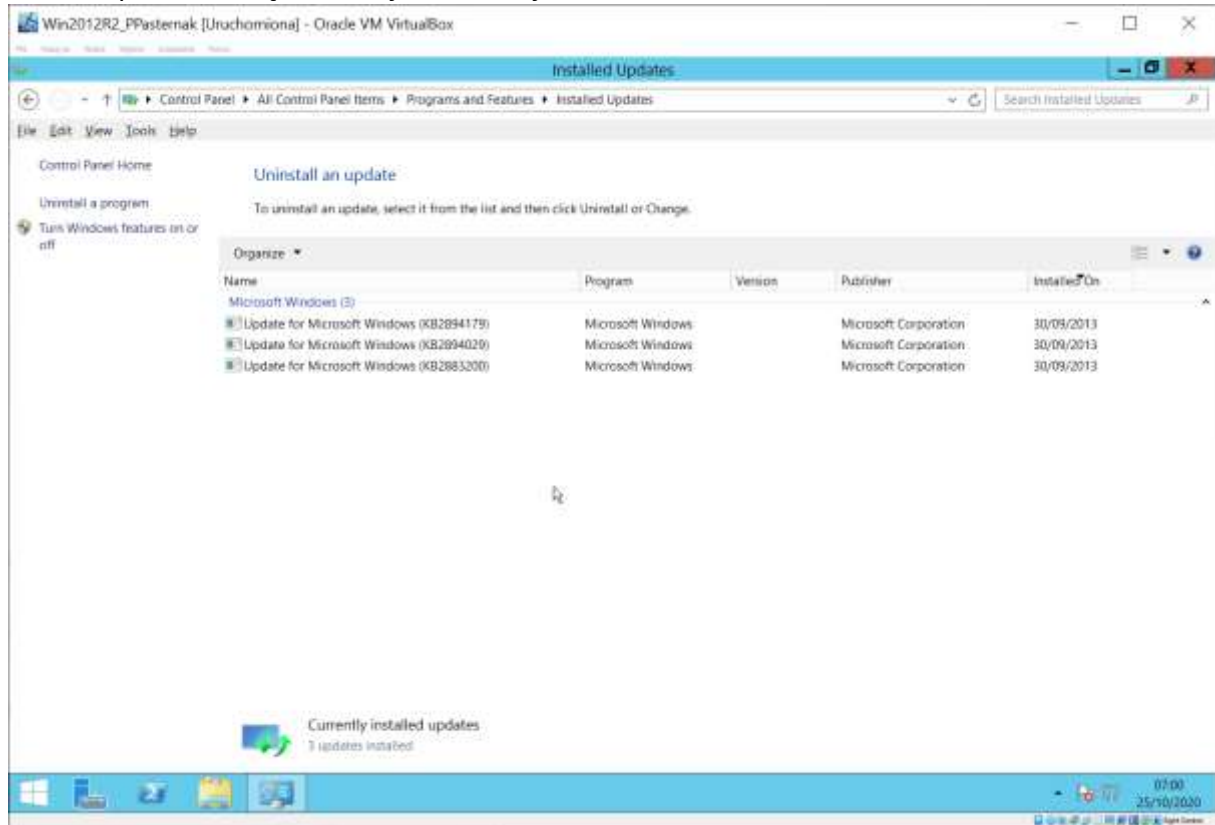 Win2012R2_PPasternak [Uruchomiona] - Oracle VM VirtualBox
Installed Updates
Control Panel ▸ All Control Panel Items ▸ Programs and Features ▸ Installed Updates
Search Installed Updates
File Edit View Tools Help
Control Panel Home
Uninstall a program
Turn Windows features on or
off
Uninstall an update
To uninstall an update, select it from the list and then click Uninstall or Change.
Organize
Name Program Version Publisher Installed On
Microsoft Windows (3)
Update for Microsoft Windows (KB2894179) Microsoft Windows Microsoft Corporation 30/09/2013
Update for Microsoft Windows (KB2894029) Microsoft Windows Microsoft Corporation 30/09/2013
Update for Microsoft Windows (KB2883200) Microsoft Windows Microsoft Corporation 30/09/2013
Currently installed updates
3 updates installed
07:00
25/10/2020
Right Control